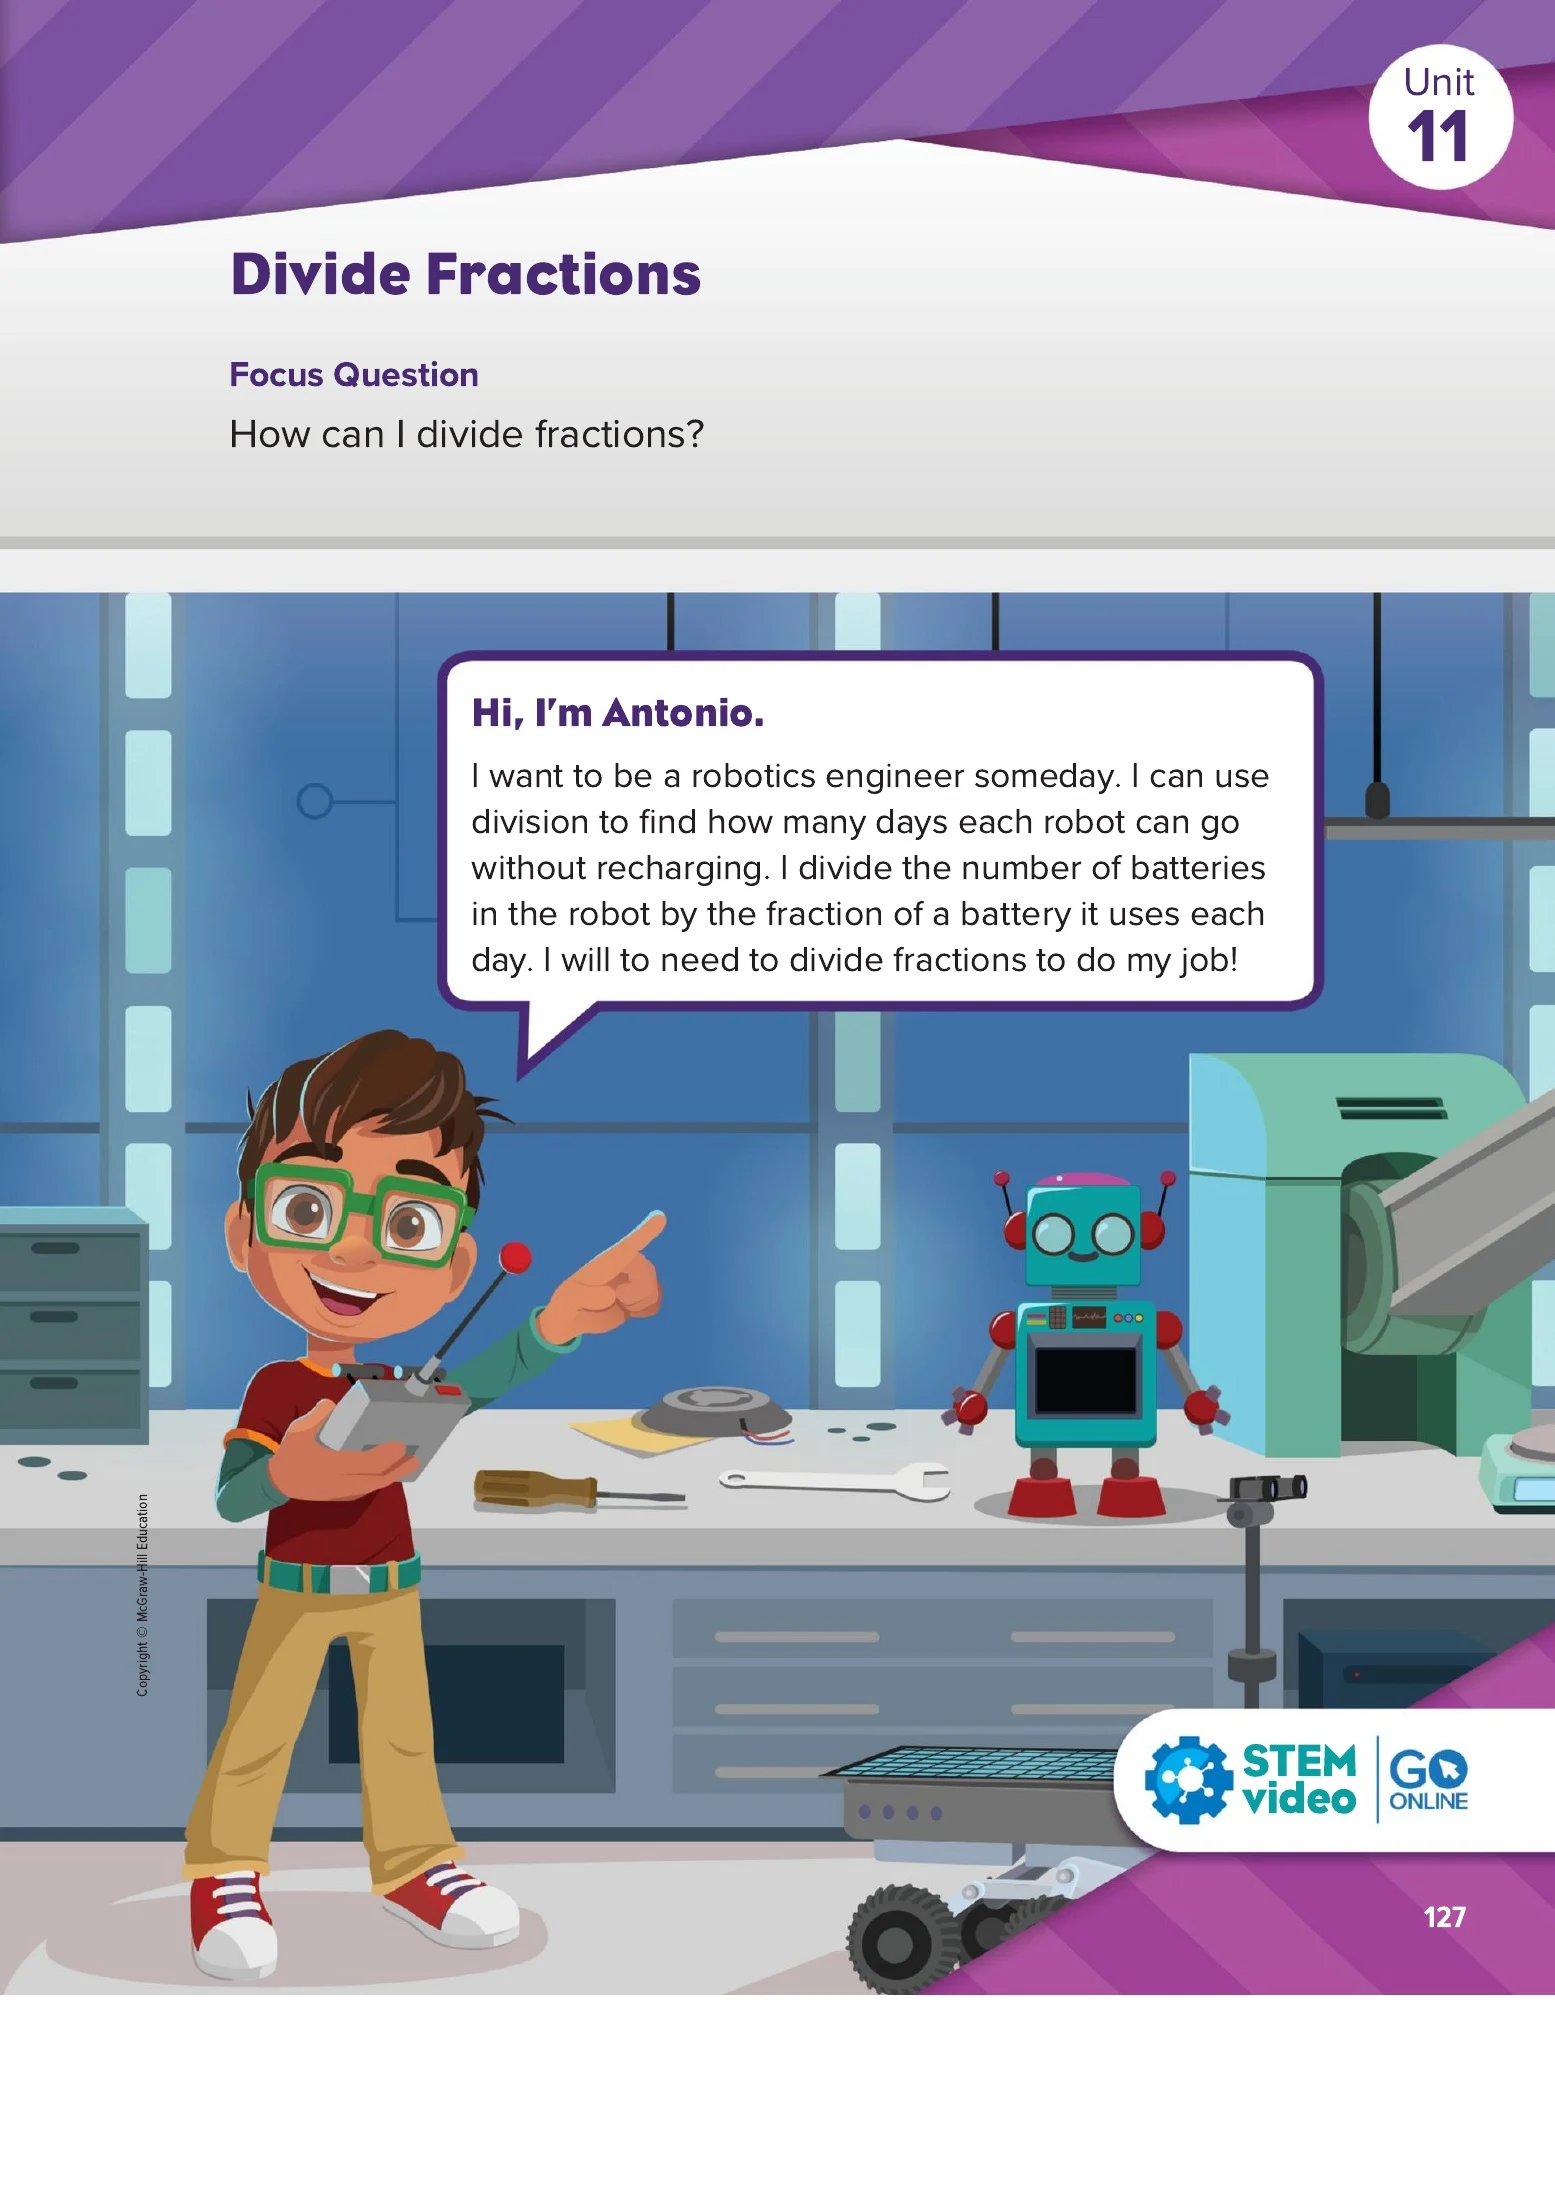 Unit
11
Divide Fractions
Focus Question
How can I divide fractions?
Hi, I'm Antonio.
I want to be a robotics engineer someday. I can use
division to find how many days each robot can go
without recharging. I divide the number of batteries
in the robot by the fraction of a battery it uses each
day. I will to need to divide fractions to do my job!
Copyright © McGraw-Hill Education
STEM
video
GO
ONLINE
127